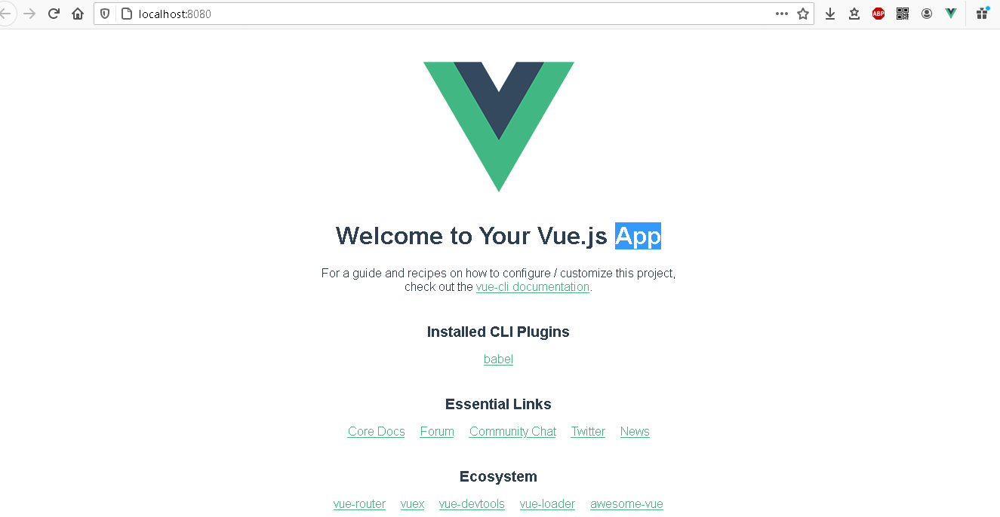 localhost:8080
ABP
Welcome to Your Vue.js App
For a guide and recipes on how to configure / customize this project,
check out the vue-cli documentation.
Installed CLI Plugins
babel
Essential Links
Core Docs Forum Community Chat Twitter News
Ecosystem
vue-router vuex vue-devtools vue-loader awesome-vue